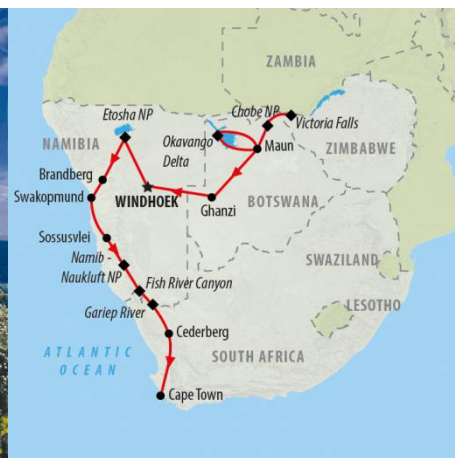 ZAMBIA
Etosha NP
Chobe NP
Victoria Falls
NAMIBIA
Okavango
Delta
Maun
ZIMBABWE
Brandberg
WINDHOEK
Swakopmund
Ghanzi
BOTSWANA
Sossusvlei
Namib -
Naukluft NP
SWAZILAND
Fish River Canyon
Gariep River
LESOTHO
Cederberg
ATLANTIC
OCEAN
SOUTH AFRICA
Cape Town